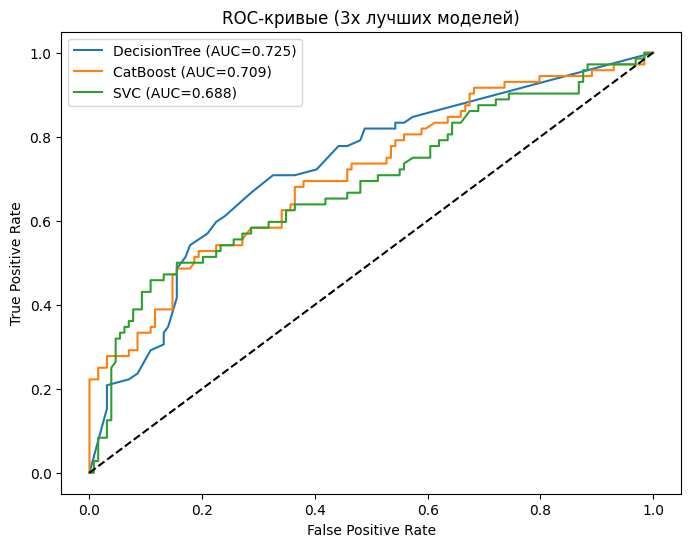 ROC-кривые (3х лучших моделей)
DecisionTree (AUC=0.725)
CatBoost (AUC=0.709)
SVC (AUC=0.688)
True Positive Rate
1.0
0.8
0.6
0.4
0.2
0.0
0.0 0.2 0.4 0.6 0.8 1.0
False Positive Rate